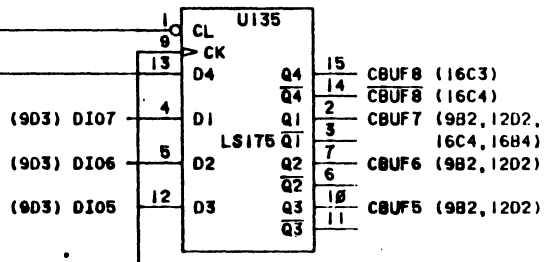 U135
1 CL
9 CK
13 D4 Q4 15 CBUF8 (16C3)
Q4 14 CBUF8 (16C4)
(9D3) DIO7 4 D1 Q1 2 CBUF7 (9B2,12D2,
LS175 Q1 3 16C4,16B4)
(9D3) DIO6 5 D2 Q2 7 CBUF6 (9B2,12D2)
Q2 6
(9D3) DIO5 12 D3 Q3 10 CBUF5 (9B2,12D2)
Q3 11